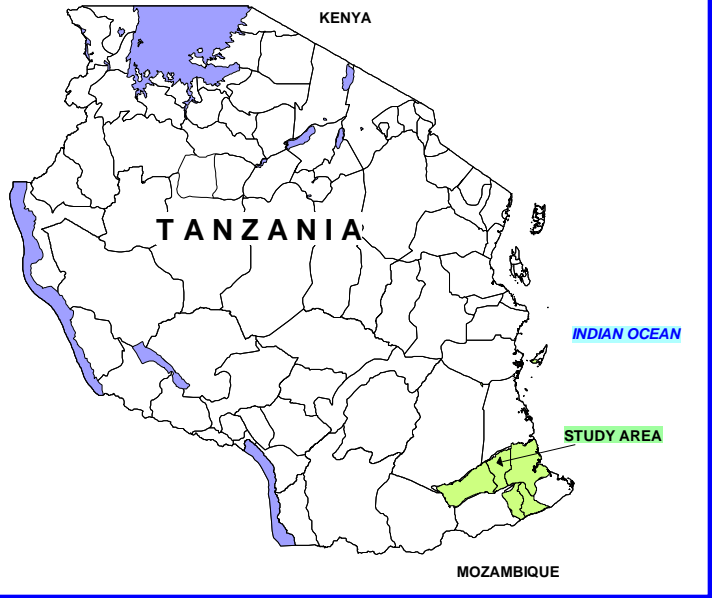 KENYA
TANZANIA
INDIAN OCEAN
STUDY AREA
MOZAMBIQUE